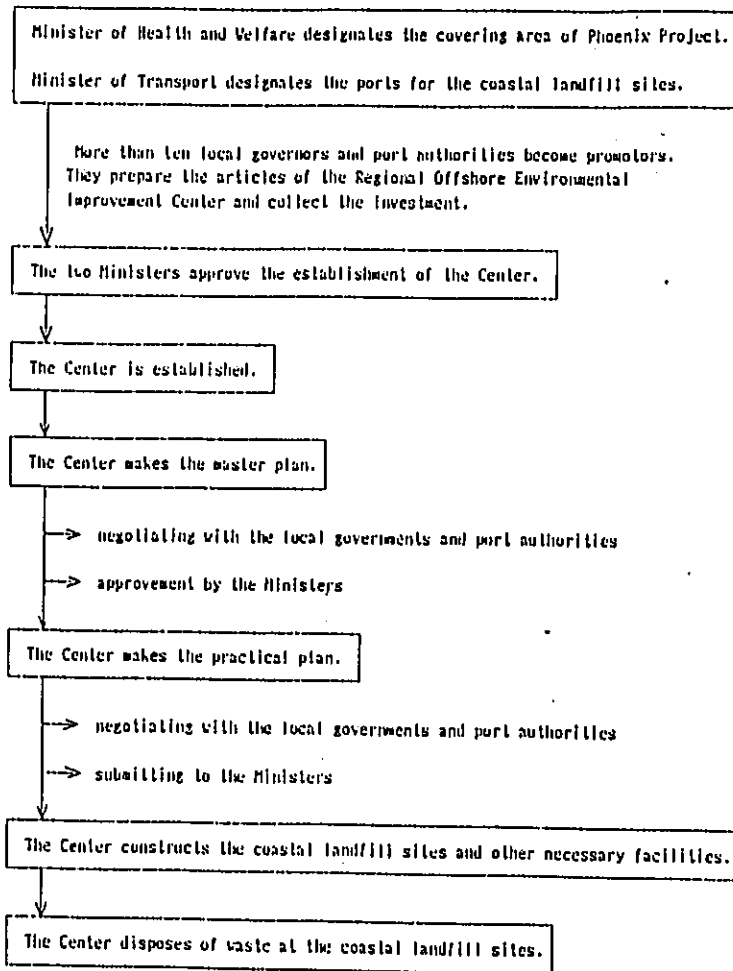 Minister of Health and Welfare designates the covering area of Phoenix Project.
Minister of Transport designates the ports for the coastal landfill sites.
More than ten local governors and port authorities become promotors.
They prepare the articles of the Regional Offshore Environmental
Improvement Center and collect the investment.
The two Ministers approve the establishment of the Center.
The Center is established.
The Center makes the master plan.
negotiating with the local governments and port authorities
approvement by the Ministers
The Center makes the practical plan.
negotiating with the local governments and port authorities
submitting to the Ministers
The Center constructs the coastal landfill sites and other necessary facilities.
The Center disposes of waste at the coastal landfill sites.